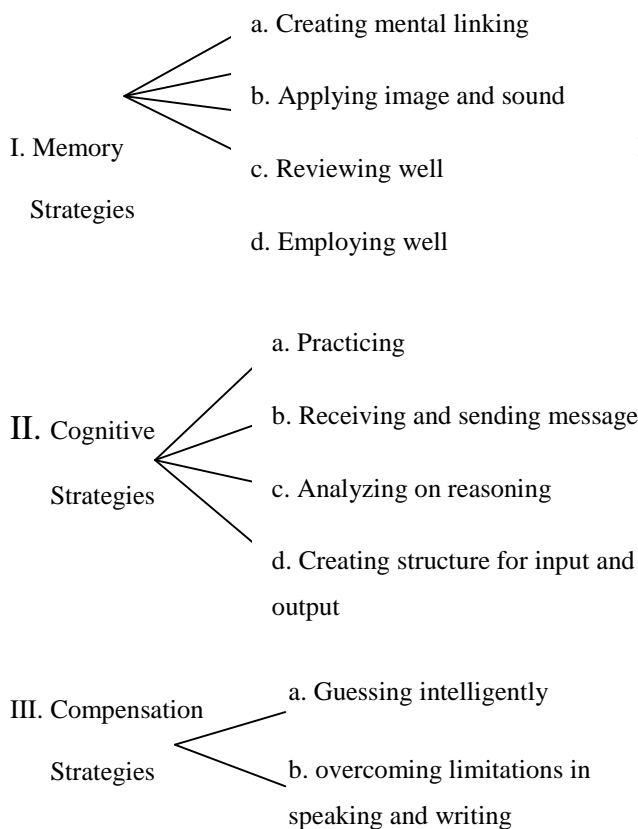 a. Creating mental linking
b. Applying image and sound
I. Memory
Strategies
c. Reviewing well
d. Employing well
a. Practicing
II. Cognitive
Strategies
b. Receiving and sending message
c. Analyzing on reasoning
d. Creating structure for input and
output
III. Compensation
Strategies
a. Guessing intelligently
b. overcoming limitations in
speaking and writing